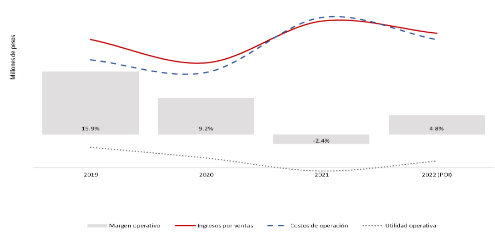 Millones de pesos
15.9%
9.2%
-2.4%
4.8%
2019
2020
2021
2022 (POI)
Margen operativo
Ingresos por ventas
Costos de operación
Utilidad operativa